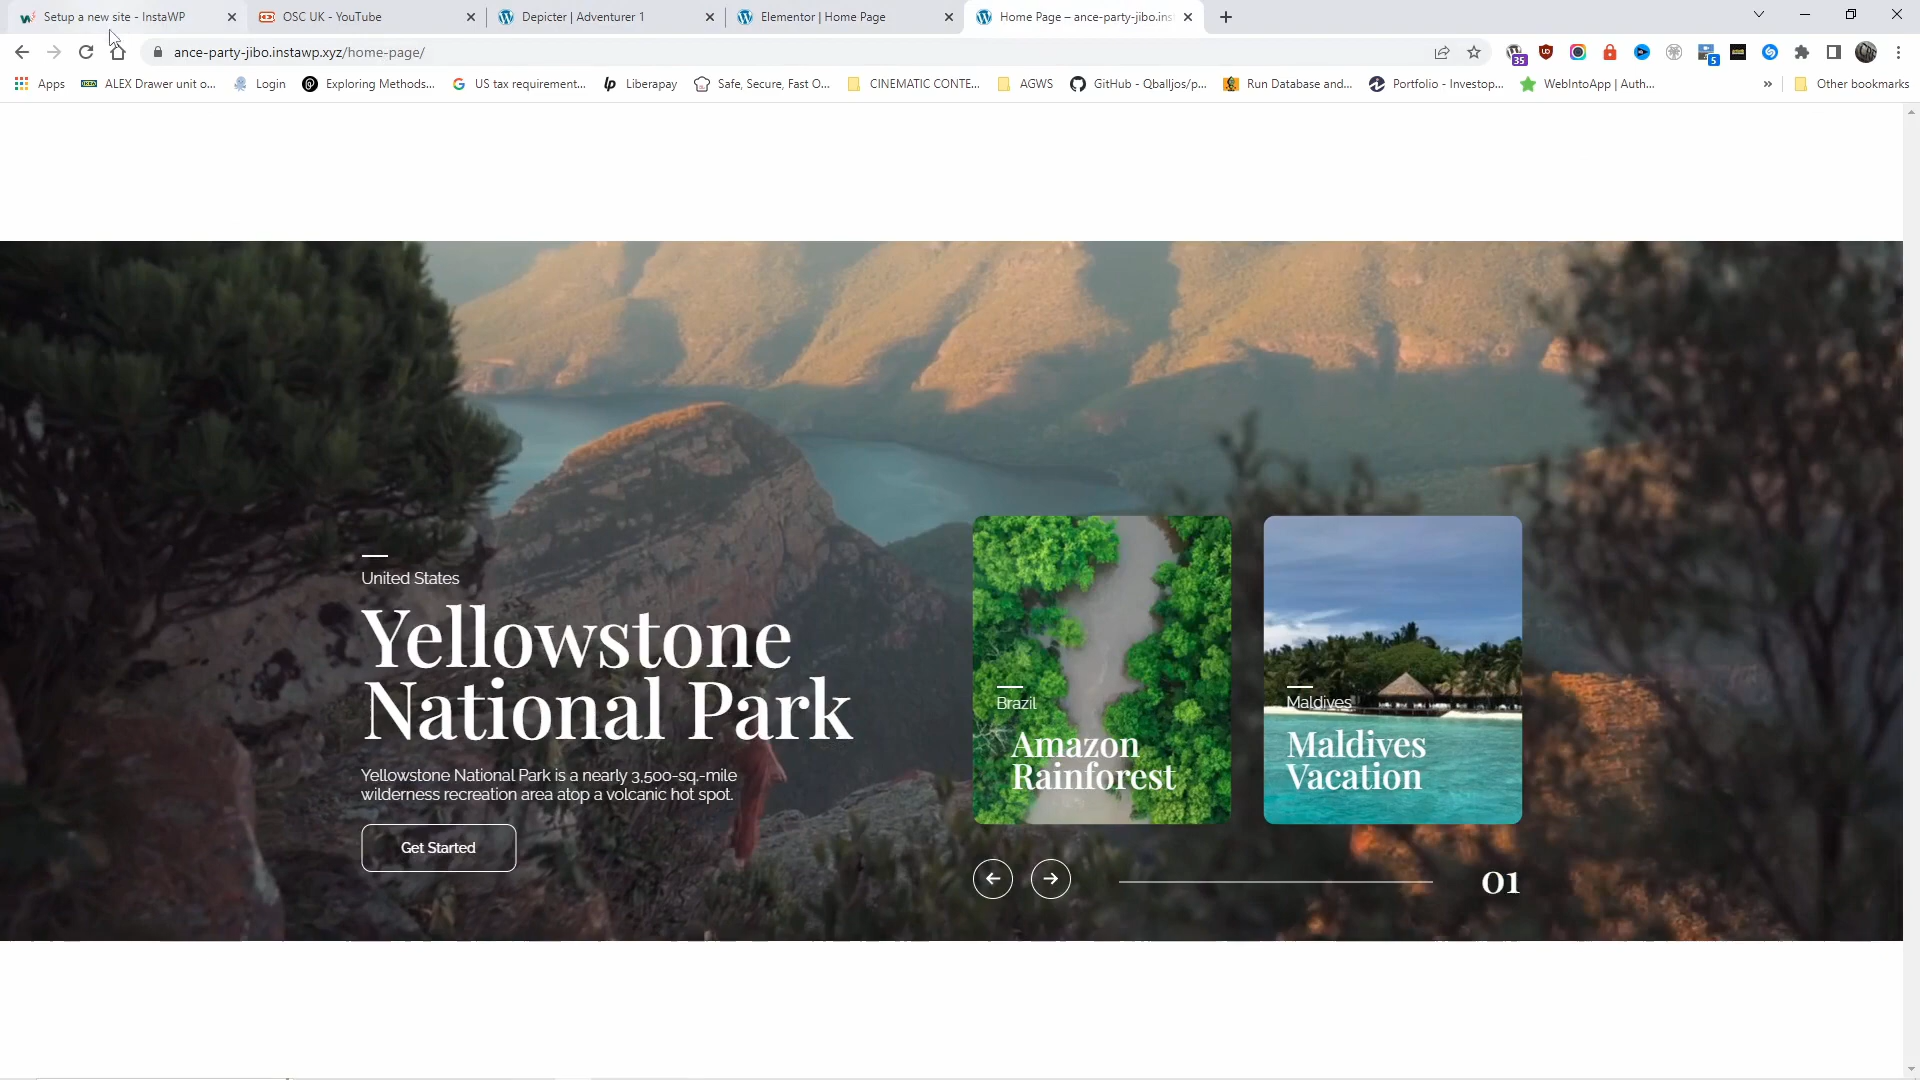 Setup a new site - InstaWP
OSC UK - YouTube
Depicter | Adventurer 1
Elementor | Home Page
Home Page – ance-party-jibo.ins
ance-party-jibo.instawp.xyz/home-page/
35
5
Apps
ALEX Drawer unit o...
Login
Exploring Methods...
US tax requirement...
Liberapay
Safe, Secure, Fast O...
CINEMATIC CONTE...
AGWS
GitHub - Qballjos/p...
Run Database and...
Portfolio - Investop...
WebIntoApp | Auth...
»
Other bookmarks
United States
Yellowstone
National Park
Yellowstone National Park is a nearly 3,500-sq.-mile
wilderness recreation area atop a volcanic hot spot.
Get Started
Brazil
Amazon
Rainforest
Maldives
Maldives
Vacation
01